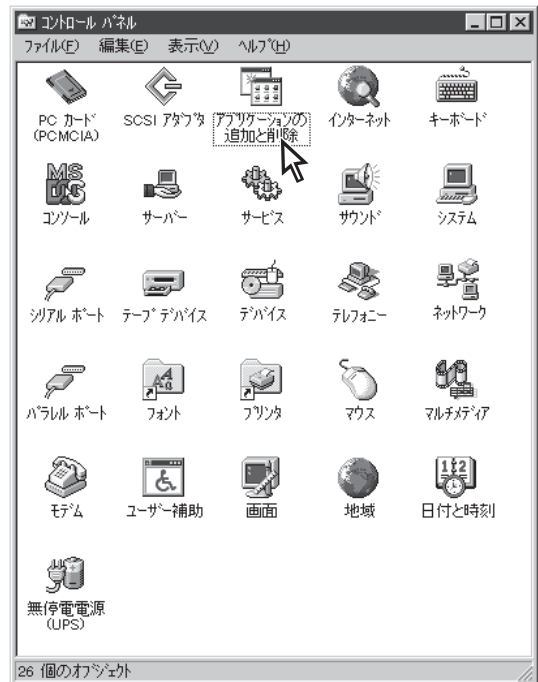 コントロール パネル
ファイル(F) 編集(E) 表示(V) ヘルプ(H)
PC カード
(PCMCIA)
SCSI アダプタ
アプリケーションの
追加と削除
インターネット
キーボード
MS
DOS
コンソール
サーバー
サービス
サウンド
システム
シリアル ポート
テープ デバイス
デバイス
テレフォニー
ネットワーク
パラレル ポート
フォント
プリンタ
マウス
マルチメディア
モデム
ユーザー補助
画面
地域
日付と時刻
無停電電源
(UPS)
26 個のオブジェクト